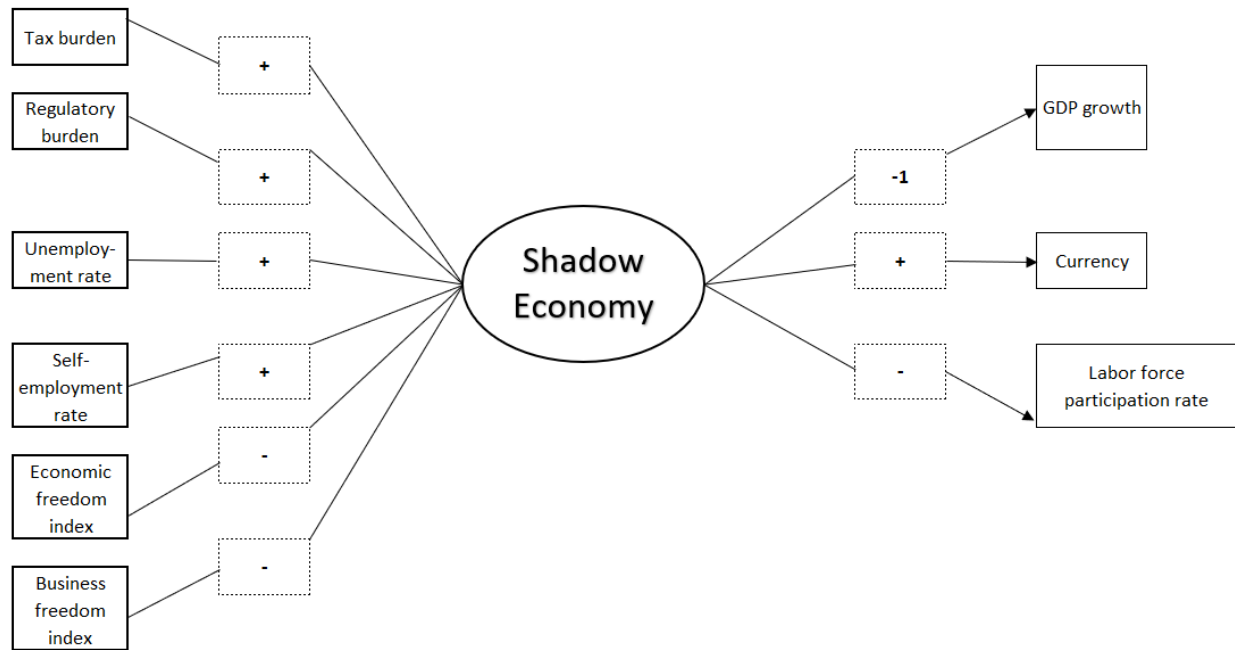 Tax burden
+
Regulatory
burden
+
Unemploy-
ment rate
+
Self-
employment
rate
+
Economic
freedom
index
-
Business
freedom
index
-
Shadow
Economy
-1
GDP growth
+
Currency
-
Labor force
participation rate